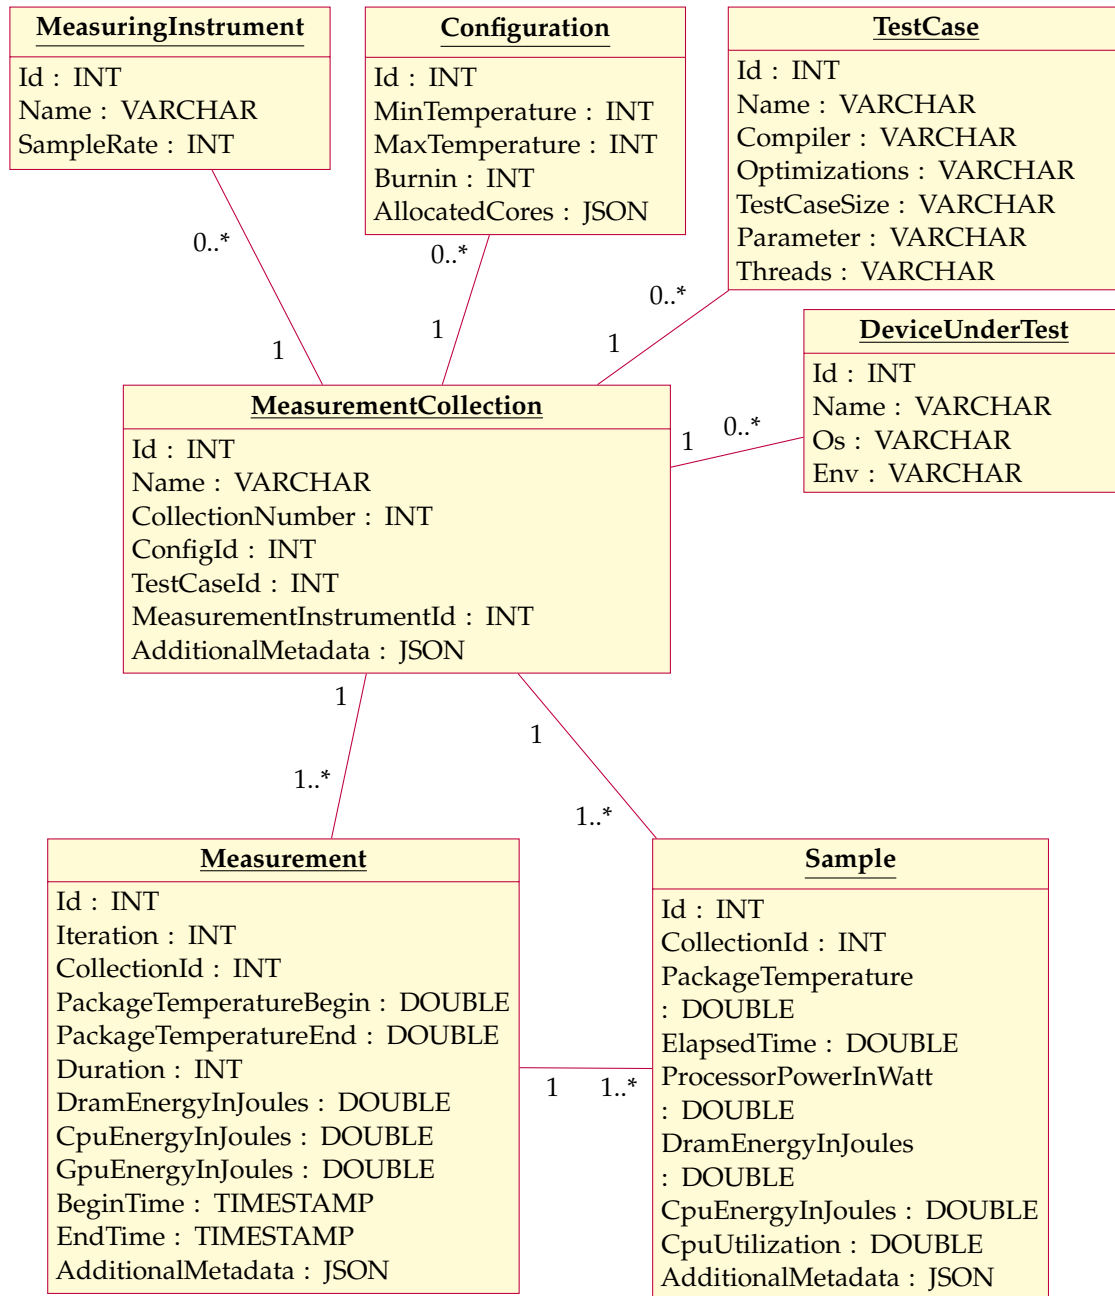 MeasuringInstrument
Id : INT
Name : VARCHAR
SampleRate : INT
Configuration
Id : INT
MinTemperature : INT
MaxTemperature : INT
Burnin : INT
AllocatedCores : JSON
TestCase
Id : INT
Name : VARCHAR
Compiler : VARCHAR
Optimizations : VARCHAR
TestCaseSize : VARCHAR
Parameter : VARCHAR
Threads : VARCHAR
0..*
0..*
0..*
1
1
1
DeviceUnderTest
Id : INT
Name : VARCHAR
Os : VARCHAR
Env : VARCHAR
1
0..*
MeasurementCollection
Id : INT
Name : VARCHAR
CollectionNumber : INT
ConfigId : INT
TestCaseId : INT
MeasurementInstrumentId : INT
AdditionalMetadata : JSON
1
1
1..*
1..*
Measurement
Id : INT
Iteration : INT
CollectionId : INT
PackageTemperatureBegin : DOUBLE
PackageTemperatureEnd : DOUBLE
Duration : INT
DramEnergyInJoules : DOUBLE
CpuEnergyInJoules : DOUBLE
GpuEnergyInJoules : DOUBLE
BeginTime : TIMESTAMP
EndTime : TIMESTAMP
AdditionalMetadata : JSON
1
1..*
Sample
Id : INT
CollectionId : INT
PackageTemperature
: DOUBLE
ElapsedTime : DOUBLE
ProcessorPowerInWatt
: DOUBLE
DramEnergyInJoules
: DOUBLE
CpuEnergyInJoules : DOUBLE
CpuUtilization : DOUBLE
AdditionalMetadata : JSON